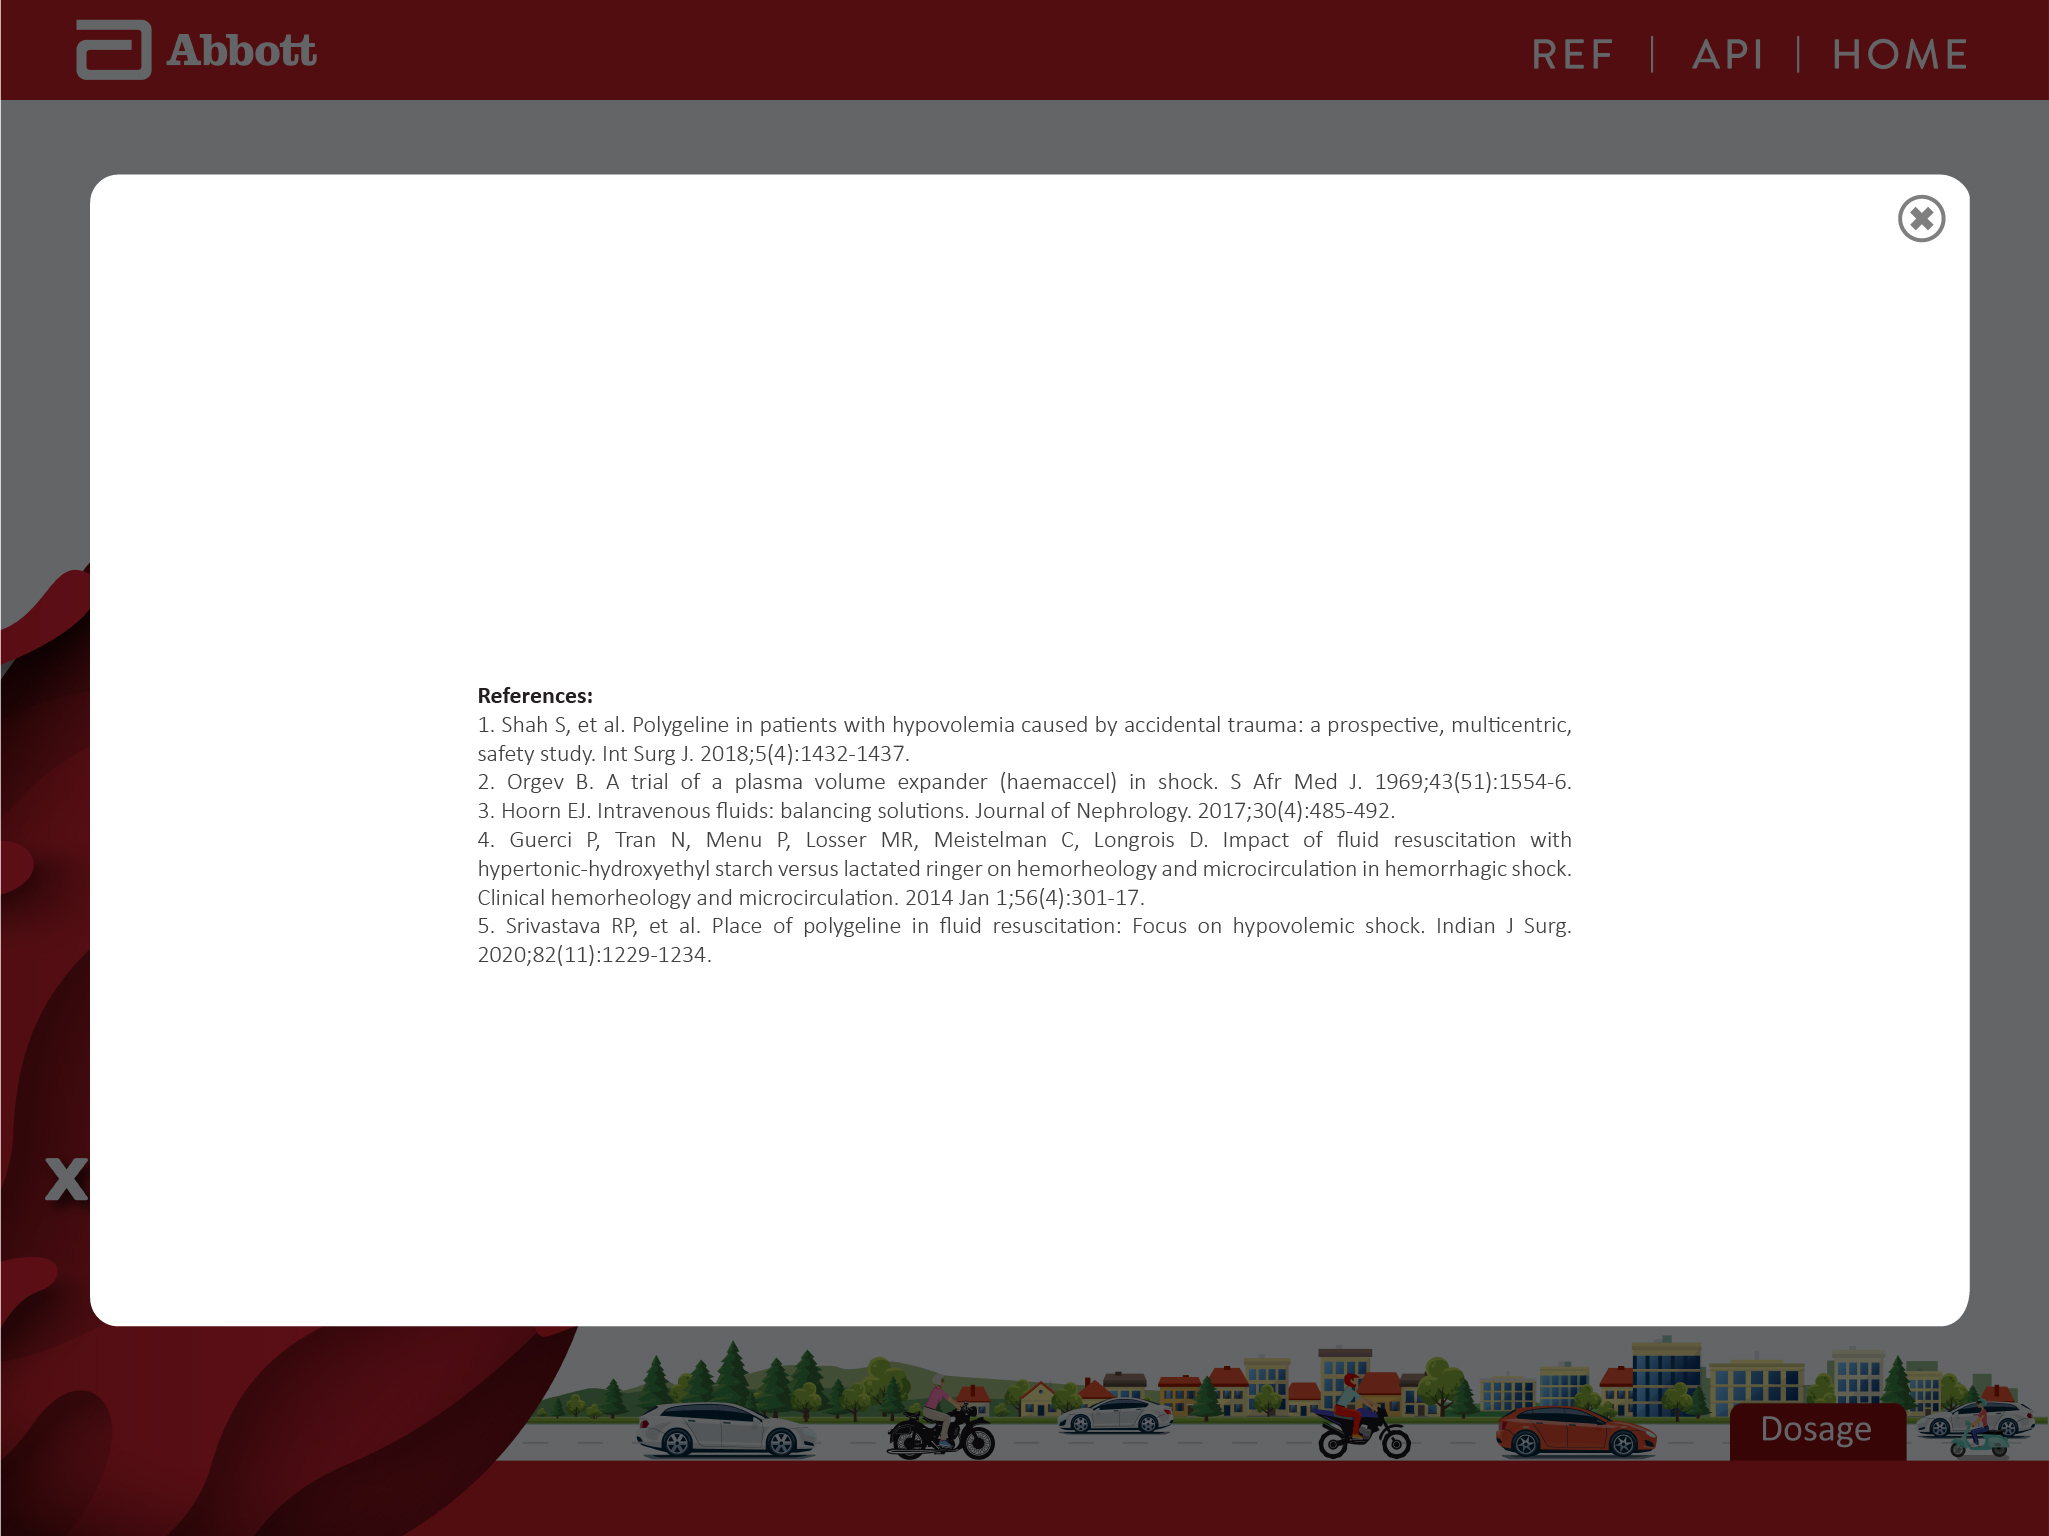 Abbott
REF | API | HOME
References:
1. Shah S, et al. Polygeline in patients with hypovolemia caused by accidental trauma: a prospective, multicentric,
safety study. Int Surg J. 2018;5(4):1432-1437.
2. Orgev B. A trial of a plasma volume expander (haemaccel) in shock. S Afr Med J. 1969;43(51):1554-6.
3. Hoorn EJ. Intravenous fluids: balancing solutions. Journal of Nephrology. 2017;30(4):485-492.
4. Guerci P, Tran N, Menu P, Losser MR, Meistelman C, Longrois D. Impact of fluid resuscitation with
hypertonic-hydroxyethyl starch versus lactated ringer on hemorheology and microcirculation in hemorrhagic shock.
Clinical hemorheology and microcirculation. 2014 Jan 1;56(4):301-17.
5. Srivastava RP, et al. Place of polygeline in fluid resuscitation: Focus on hypovolemic shock. Indian J Surg.
2020;82(11):1229-1234.
x
Dosage